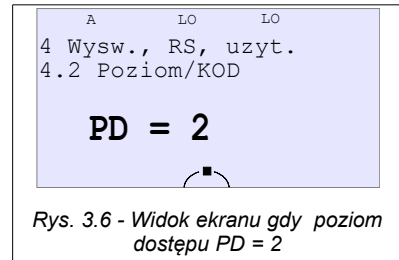 A LO LO
4 Wysw., RS, uzyt.
4.2 Poziom/KOD
PD = 2
Rys. 3.6 - Widok ekranu gdy poziom
dostępu PD = 2